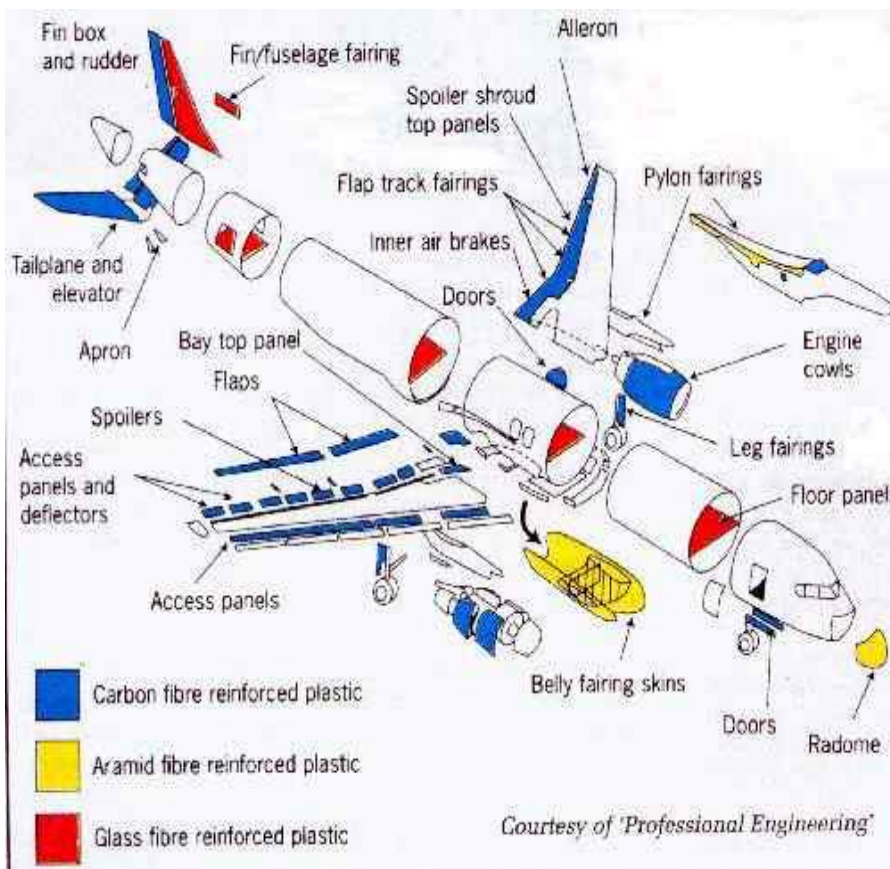 Fin box
and rudder
Fin/fuselage fairing
Alleron
Spoiler shroud
top panels
Flap track fairings
Pylon fairings
Inner air brakes
Tailplane and
elevator
Doors
Apron
Bay top panel
Engine
cowls
Flaps
Spoilers
Leg fairings
Access
panels and
deflectors
Floor panel
Access panels
Belly fairing skins
Doors
Radome
Carbon fibre reinforced plastic
Aramid fibre reinforced plastic
Glass fibre reinforced plastic
Courtesy of 'Professional Engineering'